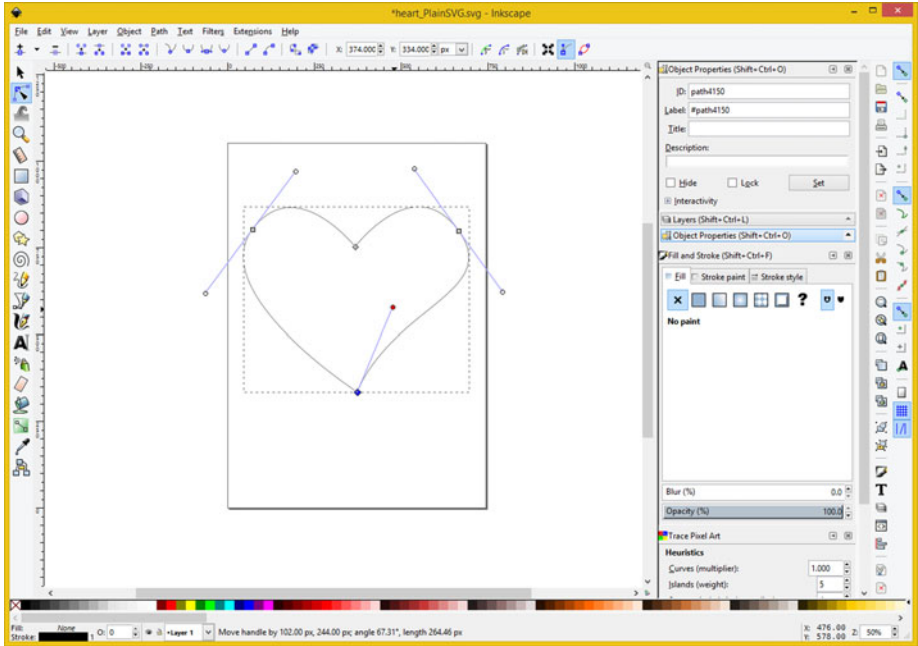 *heart_PlainSVG.svg - Inkscape
File Edit View Layer Object Path Text Filters Extensions Help
X: 374.000 Y: 334.000 px
Object Properties (Shift+Ctrl+O)
ID: path4150
Label: #path4150
Title:
Description:
Hide Lock Set
Interactivity
Layers (Shift+Ctrl+L)
Object Properties (Shift+Ctrl+O)
Fill and Stroke (Shift+Ctrl+F)
Fill Stroke paint Stroke style
?
No paint
Blur (%) 0.0
Opacity (%) 100.0
Trace Pixel Art
Heuristics
Curves (multiplier): 1.000
Islands (weight): 5
Fill: None
Stroke: 1 O: 0 •Layer 1 Move handle by 102.00 px, 244.00 px; angle 67.31°, length 264.46 px
X: 476.00
Y: 578.00 Z: 50%